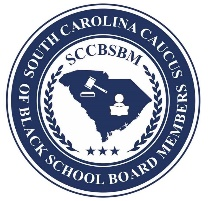 SOUTH CAROLINA CAUCUS
OF BLACK SCHOOL BOARD MEMBERS
SCCBSBM